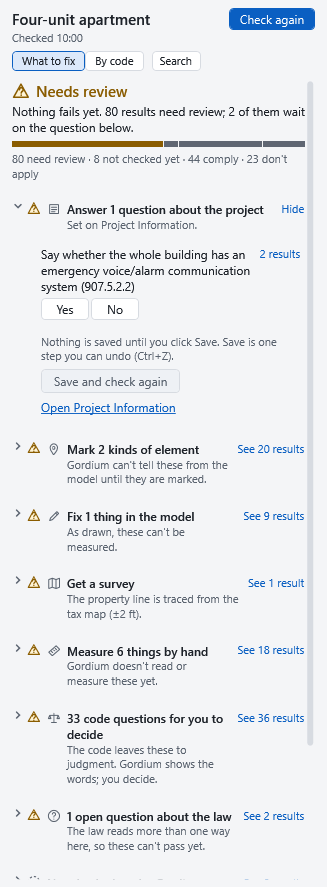 Four-unit apartment
Check again
Checked 10:00
What to fix
By code
Search
Needs review
Nothing fails yet. 80 results need review; 2 of them wait
on the question below.
80 need review · 8 not checked yet · 44 comply · 23 don't
apply
Answer 1 question about the project
Hide
Set on Project Information.
Say whether the whole building has an
2 results
emergency voice/alarm communication
system (907.5.2.2)
Yes
No
Nothing is saved until you click Save. Save is one
step you can undo (Ctrl+Z).
Save and check again
Open Project Information
Mark 2 kinds of element
See 20 results
Gordium can't tell these from the
model until they are marked.
Fix 1 thing in the model
See 9 results
As drawn, these can't be
measured.
Get a survey
See 1 result
The property line is traced from the
tax map (±2 ft).
Measure 6 things by hand
See 18 results
Gordium doesn't read or
measure these yet.
33 code questions for you to
See 36 results
decide
The code leaves these to
judgment. Gordium shows the
words; you decide.
1 open question about the law
See 2 results
The law reads more than one way
here, so these can't pass yet.